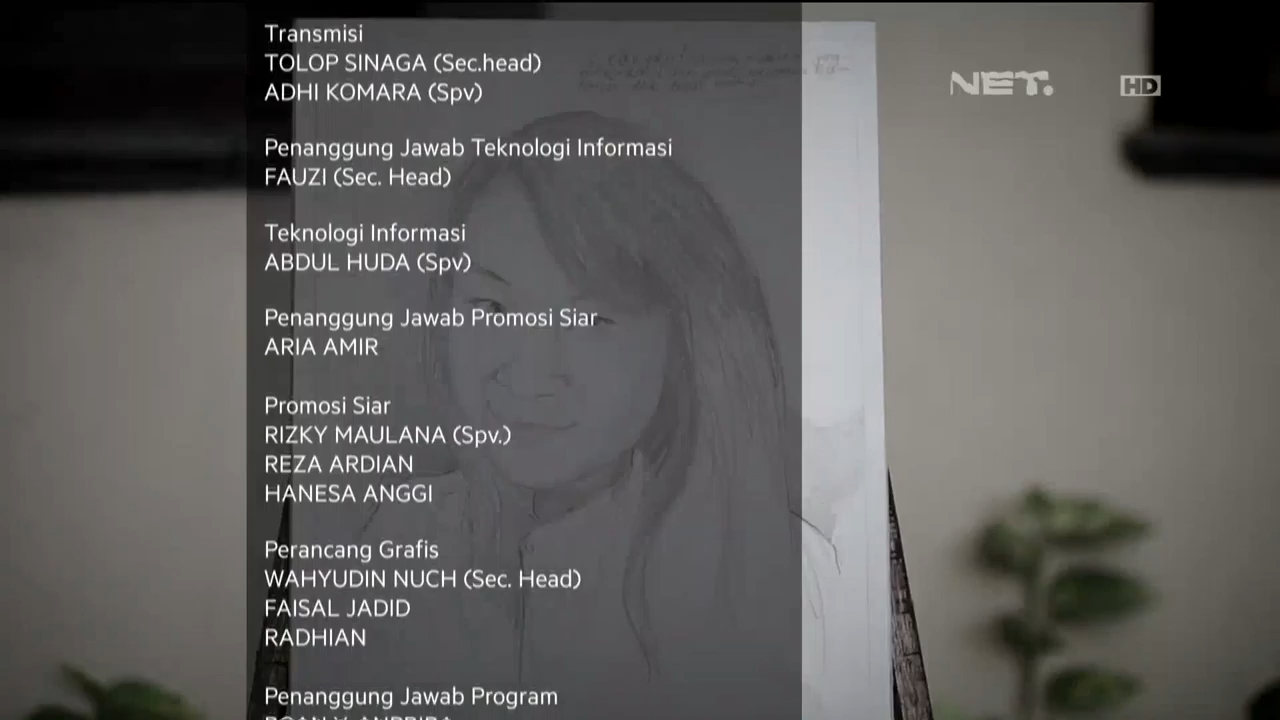 Transmisi
TOLOP SINAGA (Sec.head)
ADHI KOMARA (Spv)
Penanggung Jawab Teknologi Informasi
FAUZI (Sec. Head)
Teknologi Informasi
ABDUL HUDA (Spv)
Penanggung Jawab Promosi Siar
ARIA AMIR
Promosi Siar
RIZKY MAULANA (Spv.)
REZA ARDIAN
HANESA ANGGI
Perancang Grafis
WAHYUDIN NUCH (Sec. Head)
FAISAL JADID
RADHIAN
Penanggung Jawab Program
NET.
HD